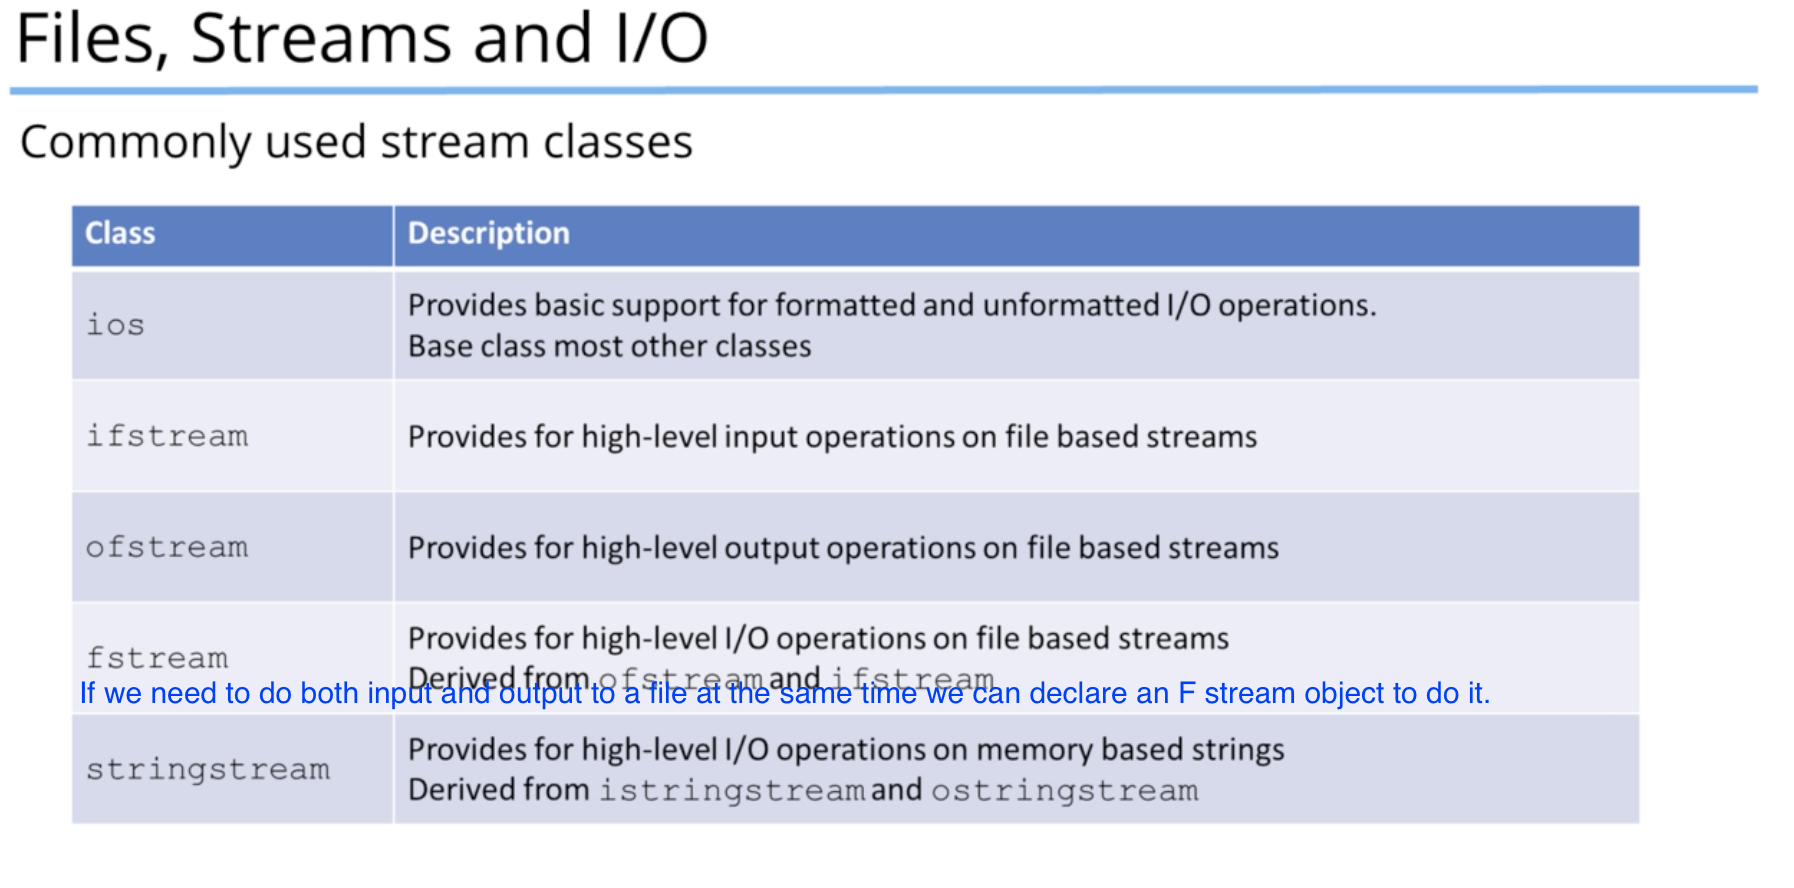 Files, Streams and I/O
Commonly used stream classes
Class Description
ios
Provides basic support for formatted and unformatted I/O operations.
Base class most other classes
ifstream Provides for high-level input operations on file based streams
ofstream Provides for high-level output operations on file based streams
fstream
Provides for high-level I/O operations on file based streams
Derived from ofstream and ifstream
If we need to do both input and output to a file at the same time we can declare an F stream object to do it.
stringstream
Provides for high-level I/O operations on memory based strings
Derived from istringstream and ostringstream